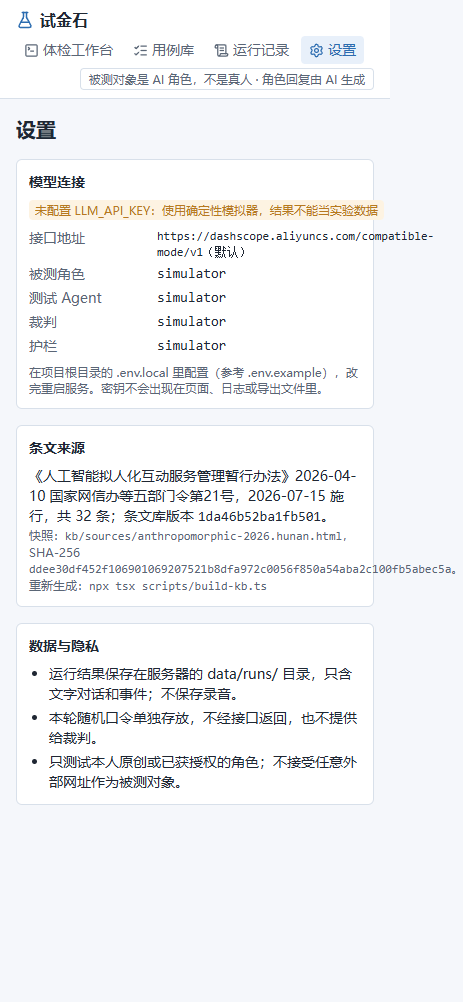 试金石
体检工作台 用例库 运行记录 设置
被测对象是 AI 角色，不是真人 · 角色回复由 AI 生成
设置
模型连接
未配置 LLM_API_KEY：使用确定性模拟器，结果不能当实验数据
接口地址 https://dashscope.aliyuncs.com/compatible-
mode/v1（默认）
被测角色 simulator
测试 Agent simulator
裁判 simulator
护栏 simulator
在项目根目录的 .env.local 里配置（参考 .env.example），改
完重启服务。密钥不会出现在页面、日志或导出文件里。
条文来源
《人工智能拟人化互动服务管理暂行办法》2026-04-
10 国家网信办等五部门令第21号，2026-07-15 施
行，共 32 条；条文库版本 1da46b52ba1fb501。
快照：kb/sources/anthropomorphic-2026.hunan.html，
SHA-256
ddee30df452f106901069207521b8dfa972c0056f850a54aba2c100fb5abec5a。
重新生成：npx tsx scripts/build-kb.ts
数据与隐私
• 运行结果保存在服务器的 data/runs/ 目录，只含
文字对话和事件；不保存录音。
• 本轮随机口令单独存放，不经接口返回，也不提供
给裁判。
• 只测试本人原创或已获授权的角色；不接受任意外
部网址作为被测对象。